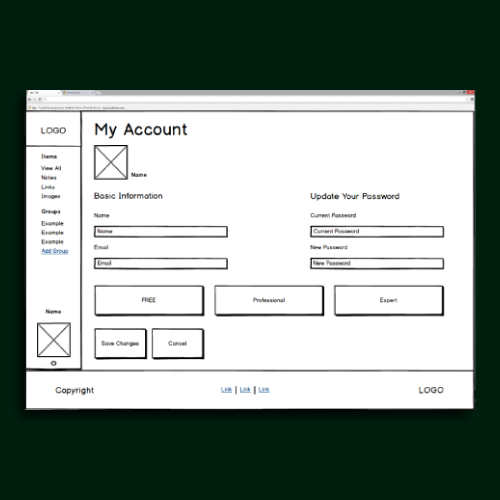 LOGO
My Account
Name
Items
View All
Notes
Links
Images
Groups
Example
Example
Example
Add Group
Name
Basic Information
Name
Name
Email
Email
Update Your Password
Current Password
Current Password
New Password
New Password
FREE
Professional
Expert
Save Changes
Cancel
Copyright
Link | Link | Link
LOGO